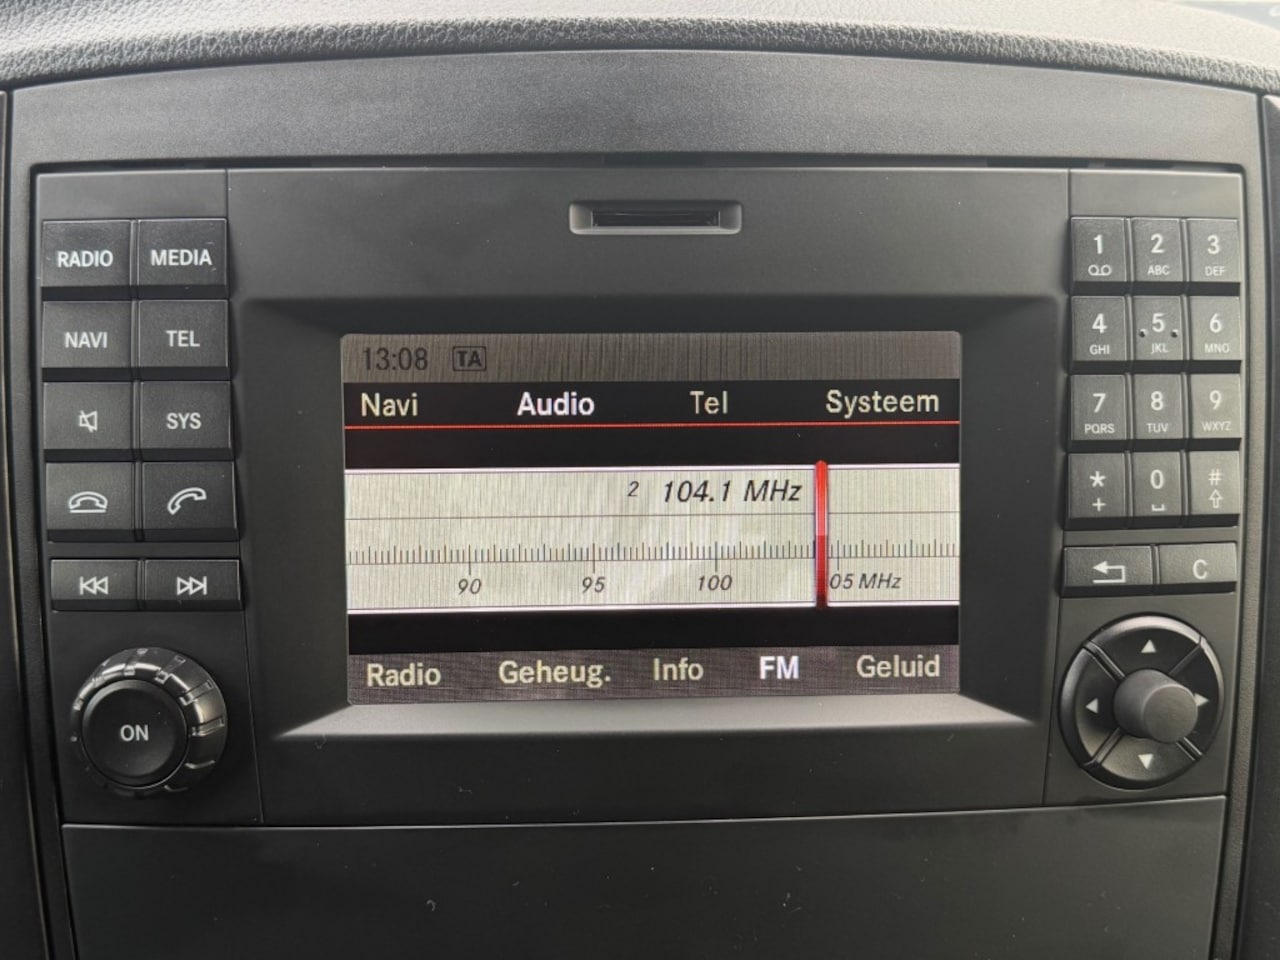 RADIO MEDIA
NAVI TEL
SYS
ON
13:08 TA
Navi Audio Tel Systeem
2 104.1 MHz
90 95 100 05 MHz
Radio Geheug. Info FM Geluid
1 2 3
ABC DEF
4 5 6
GHI JKL MNO
7 8 9
PQRS TUV WXYZ
* 0 #
+
C